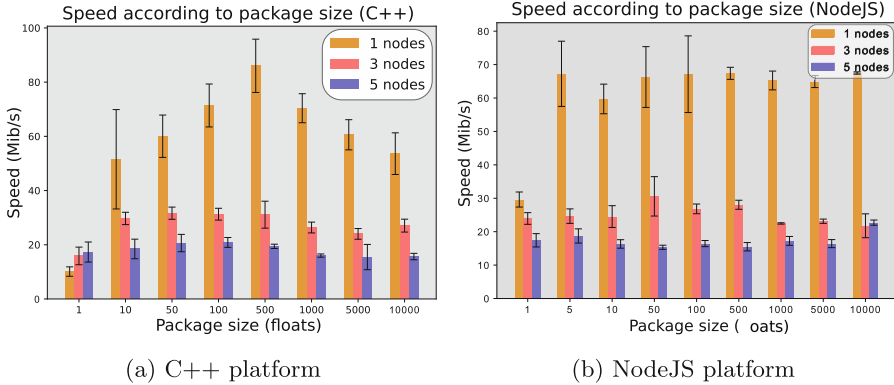 Speed according to package size (C++)
1 nodes
3 nodes
5 nodes
Speed (Mib/s)
100
80
60
40
20
0
1 10 50 100 500 1000 5000 10000
Package size (floats)
(a) C++ platform
Speed according to package size (NodeJS)
1 nodes
3 nodes
5 nodes
Speed (Mib/s)
80
70
60
50
40
30
20
10
0
1 5 10 50 100 500 1000 5000 10000
Package size ( oats)
(b) NodeJS platform